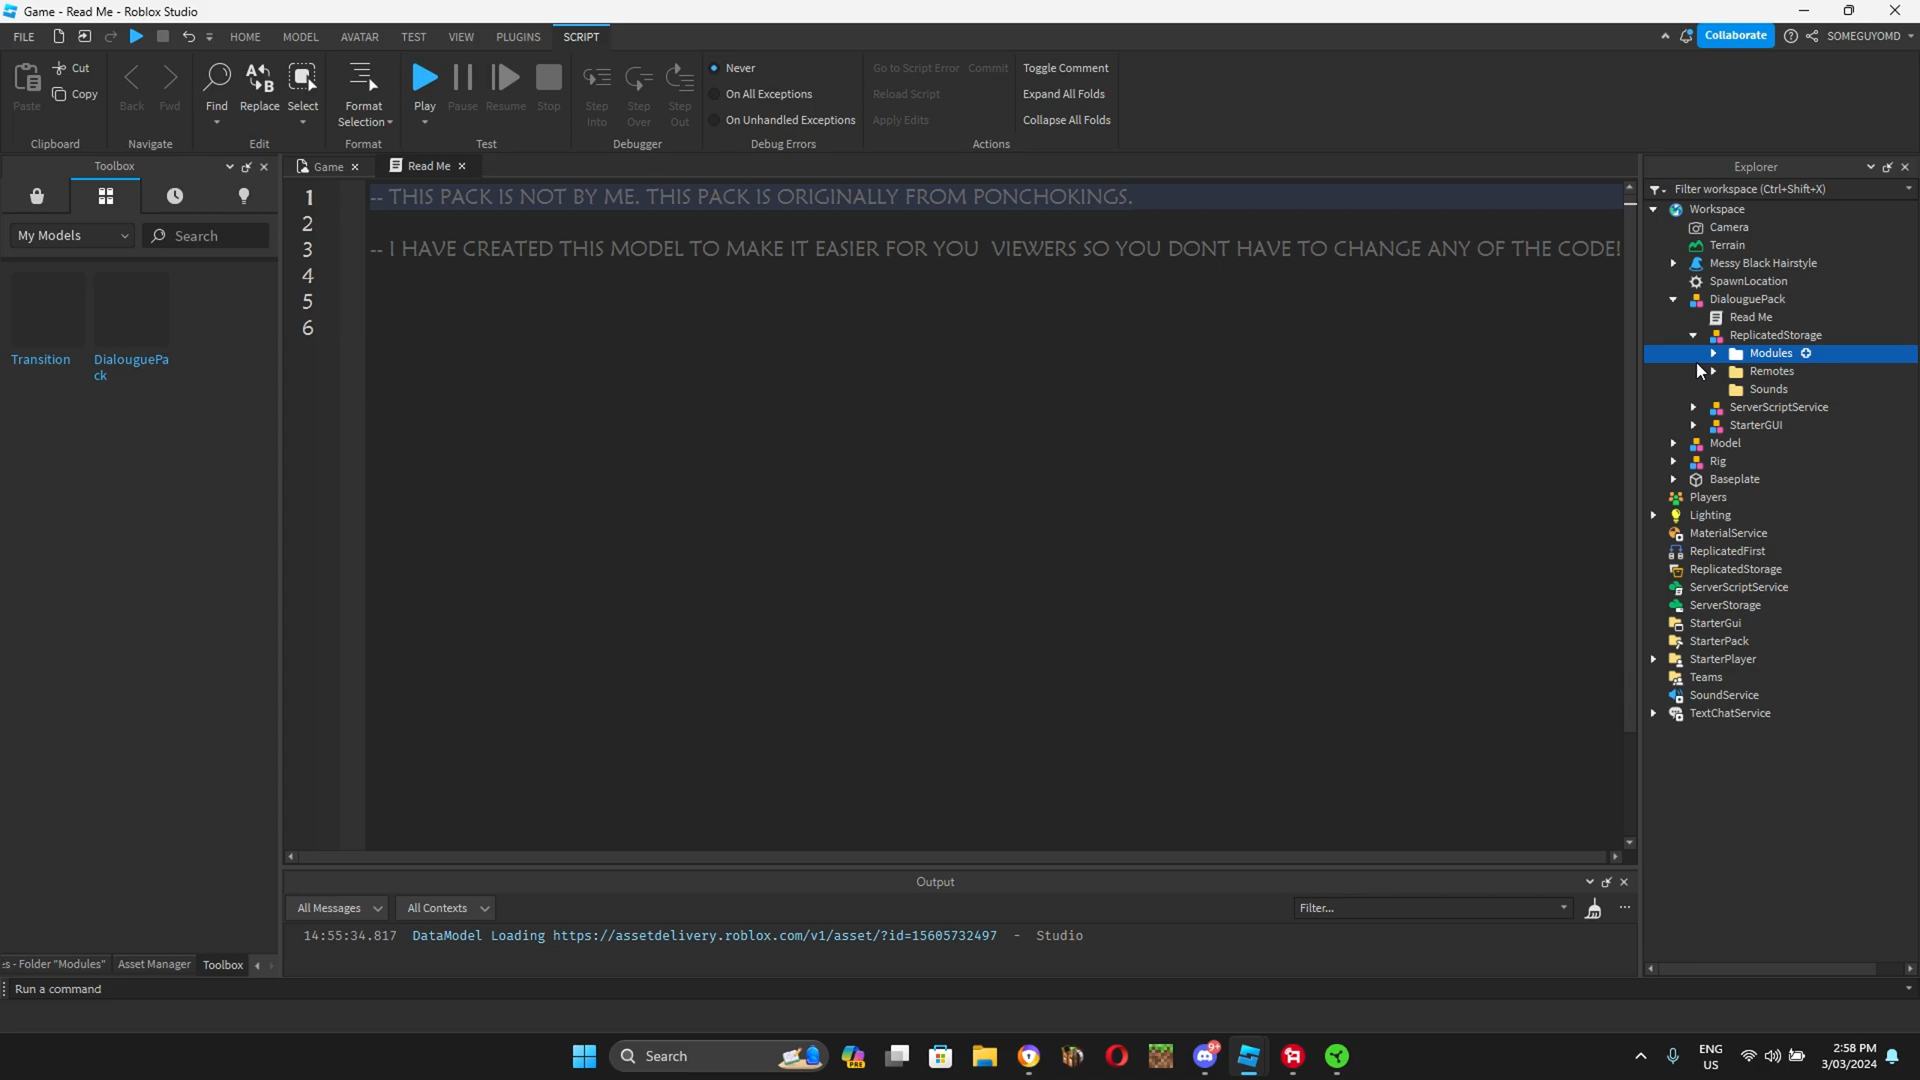 Game - Read Me - Roblox Studio
FILE HOME MODEL AVATAR TEST VIEW PLUGINS SCRIPT Collaborate SOMEGUYOMD
Paste Cut Copy
Clipboard
Back Fwd
Navigate
Find Replace Select
Edit
Format Selection
Format
Play Pause Resume Stop
Test
Step Into Step Over Step Out
Debugger
Never
On All Exceptions
On Unhandled Exceptions
Debug Errors
Go to Script Error Commit
Reload Script
Apply Edits
Toggle Comment
Expand All Folds
Collapse All Folds
Actions
Toolbox
My Models Search
Transition DialouguePa
ck
Game Read Me
1 -- THIS PACK IS NOT BY ME. THIS PACK IS ORIGINALLY FROM PONCHOKINGS.
2
3 -- I HAVE CREATED THIS MODEL TO MAKE IT EASIER FOR YOU  VIEWERS SO YOU DONT HAVE TO CHANGE ANY OF THE CODE!
4
5
6
Explorer
Filter workspace (Ctrl+Shift+X)
Workspace
Camera
Terrain
Messy Black Hairstyle
SpawnLocation
DialouguePack
Read Me
ReplicatedStorage
Modules
Remotes
Sounds
ServerScriptService
StarterGUI
Model
Rig
Baseplate
Players
Lighting
MaterialService
ReplicatedFirst
ReplicatedStorage
ServerScriptService
ServerStorage
StarterGui
StarterPack
StarterPlayer
Teams
SoundService
TextChatService
Output
All Messages All Contexts Filter...
14:55:34.817 DataModel Loading https://assetdelivery.roblox.com/v1/asset/?id=15605732497 - Studio
s - Folder "Modules" Asset Manager Toolbox
Run a command
Search
PRE
9+
ENG
US
2:58 PM
3/03/2024